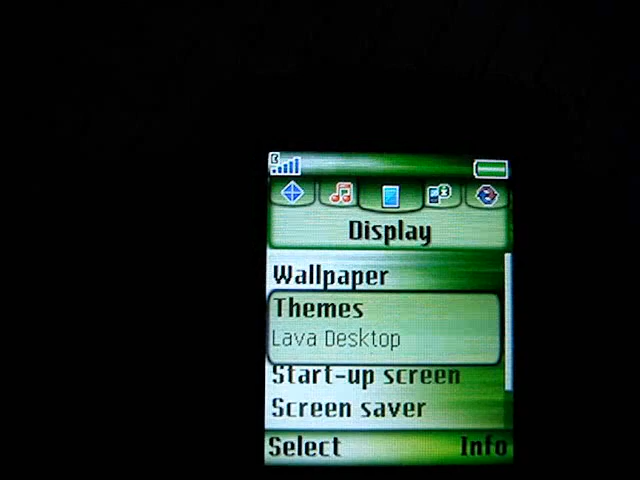 Display
Wallpaper
Themes
Lava Desktop
Start-up screen
Screen saver
Select Info